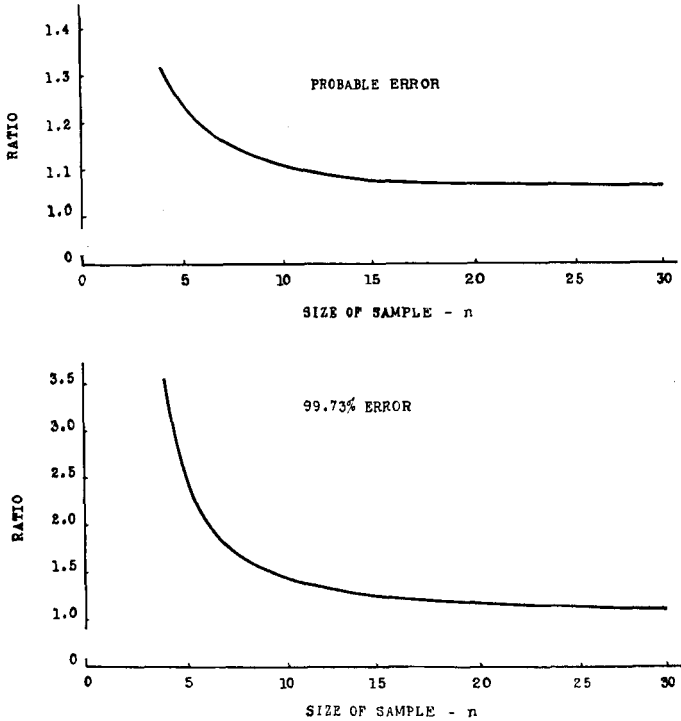 1.4
1.3
1.2
1.1
1.0
0
RATIO
PROBABLE ERROR
0 5 10 15 20 25 30
SIZE OF SAMPLE - n
3.5
3.0
2.5
2.0
1.5
1.0
0
RATIO
99.73% ERROR
0 5 10 15 20 25 30
SIZE OF SAMPLE - n